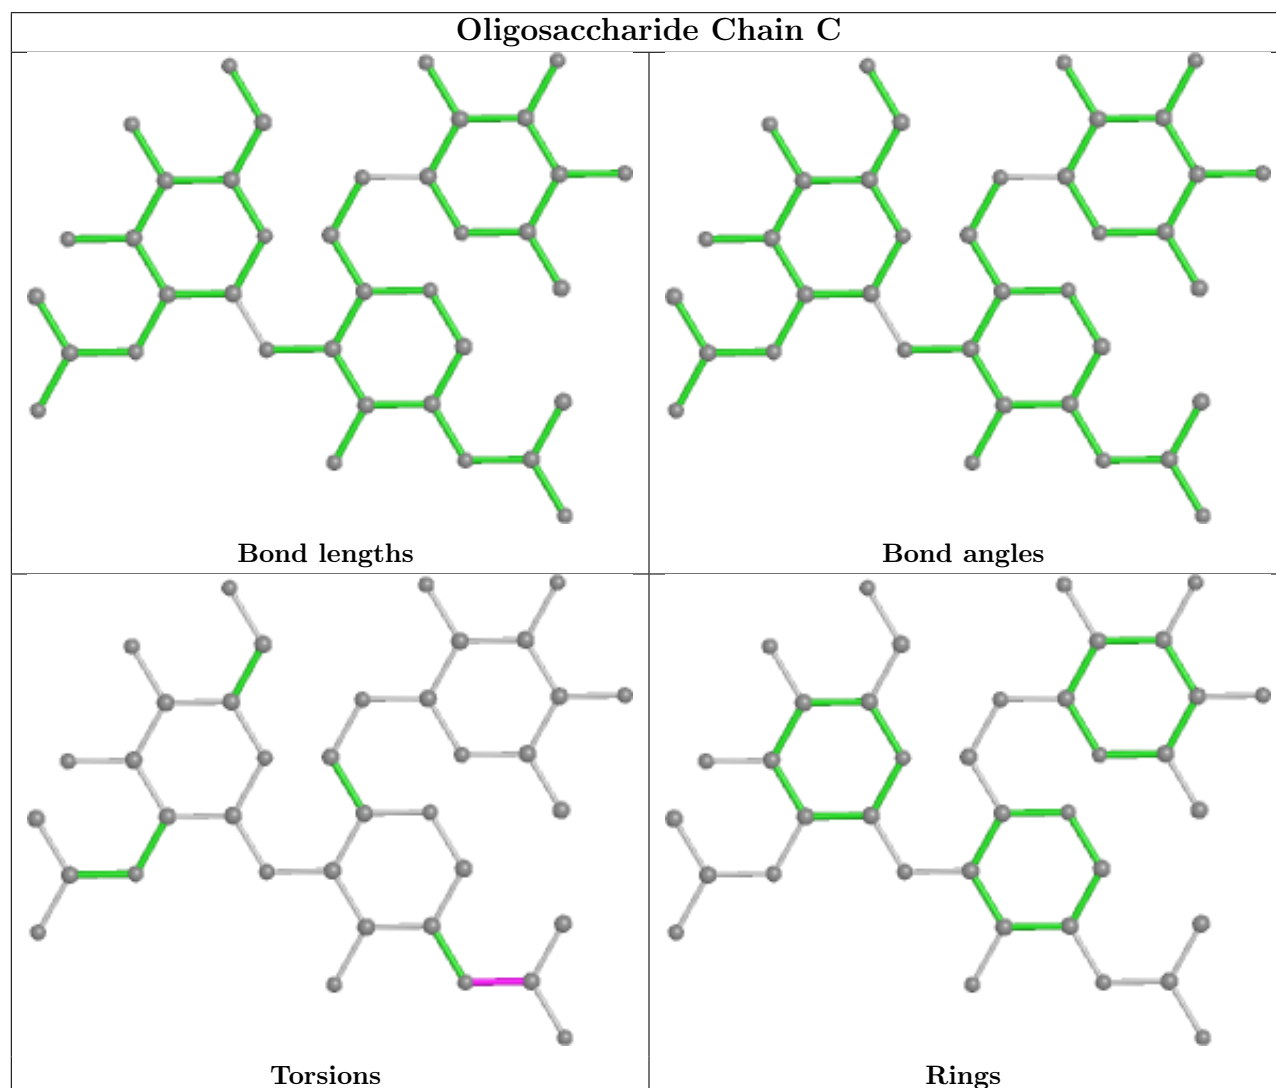 Oligosaccharide Chain C
Bond lengths
Bond angles
Torsions
Rings